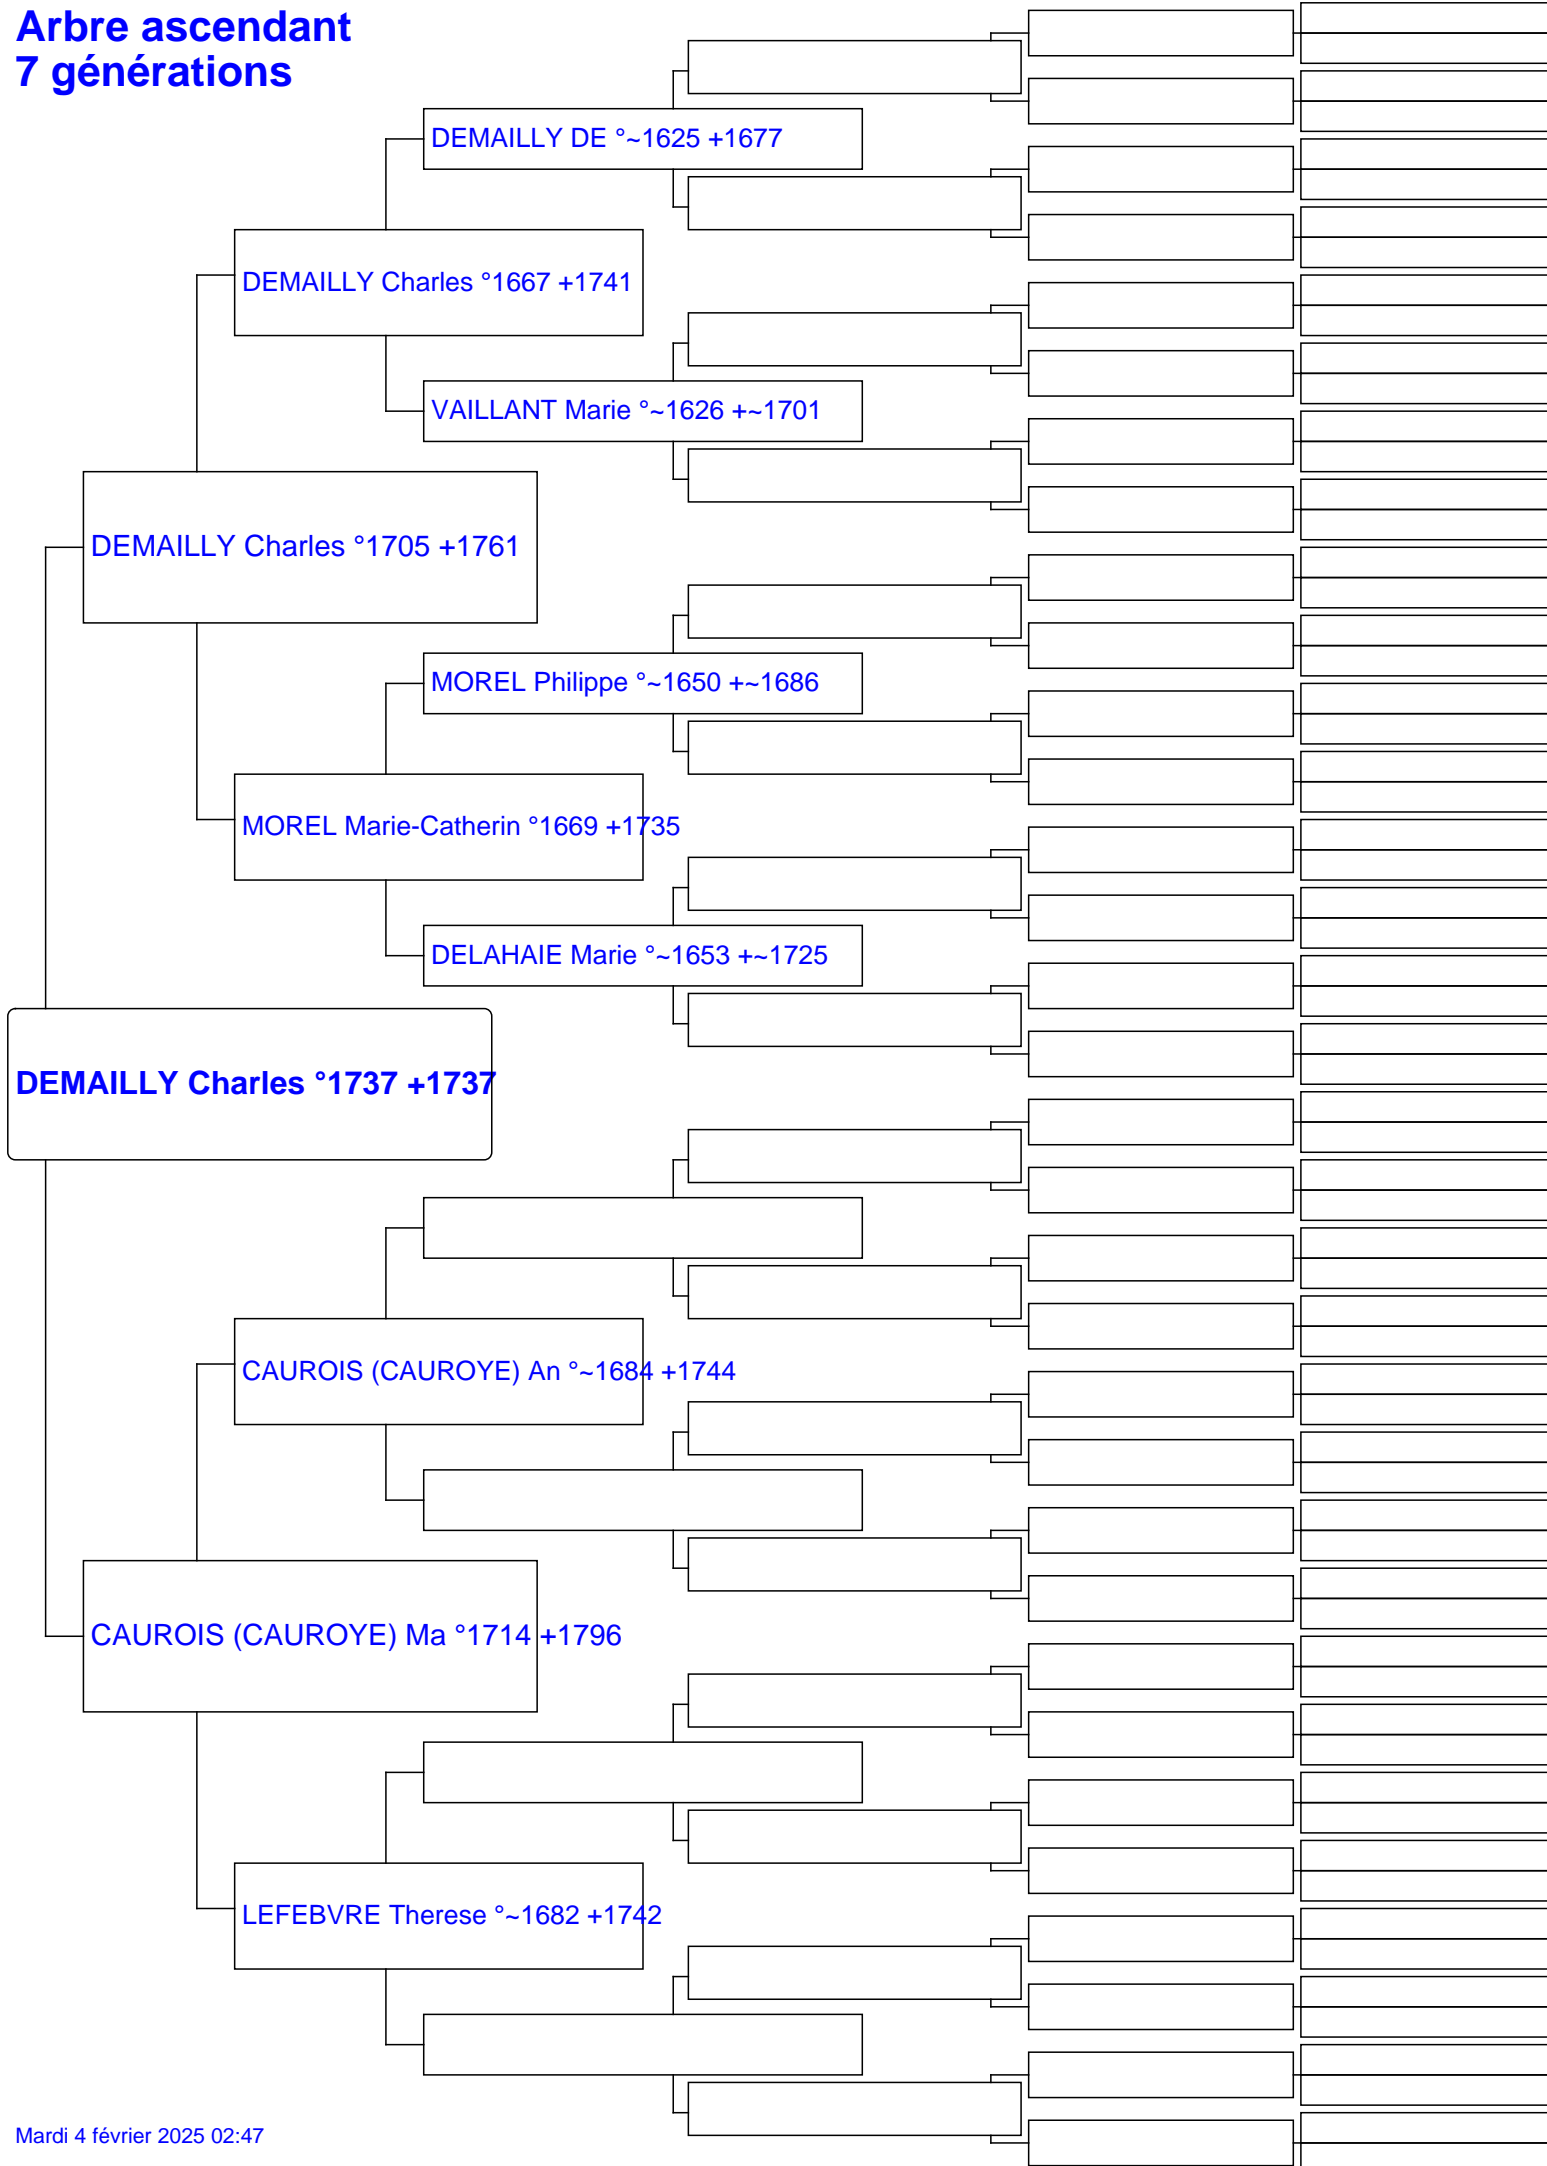 Arbre ascendant
7 générations
DEMAILLY DE °~1625 +1677
DEMAILLY Charles °1667 +1741
VAILLANT Marie °~1626 +~1701
DEMAILLY Charles °1705 +1761
MOREL Philippe °~1650 +~1686
MOREL Marie-Catherin °1669 +1735
DELAHAIE Marie °~1653 +~1725
DEMAILLY Charles °1737 +1737
CAUROIS (CAUROYE) An °~1684 +1744
CAUROIS (CAUROYE) Ma °1714 +1796
LEFEBVRE Therese °~1682 +1742
Mardi 4 février 2025 02:47